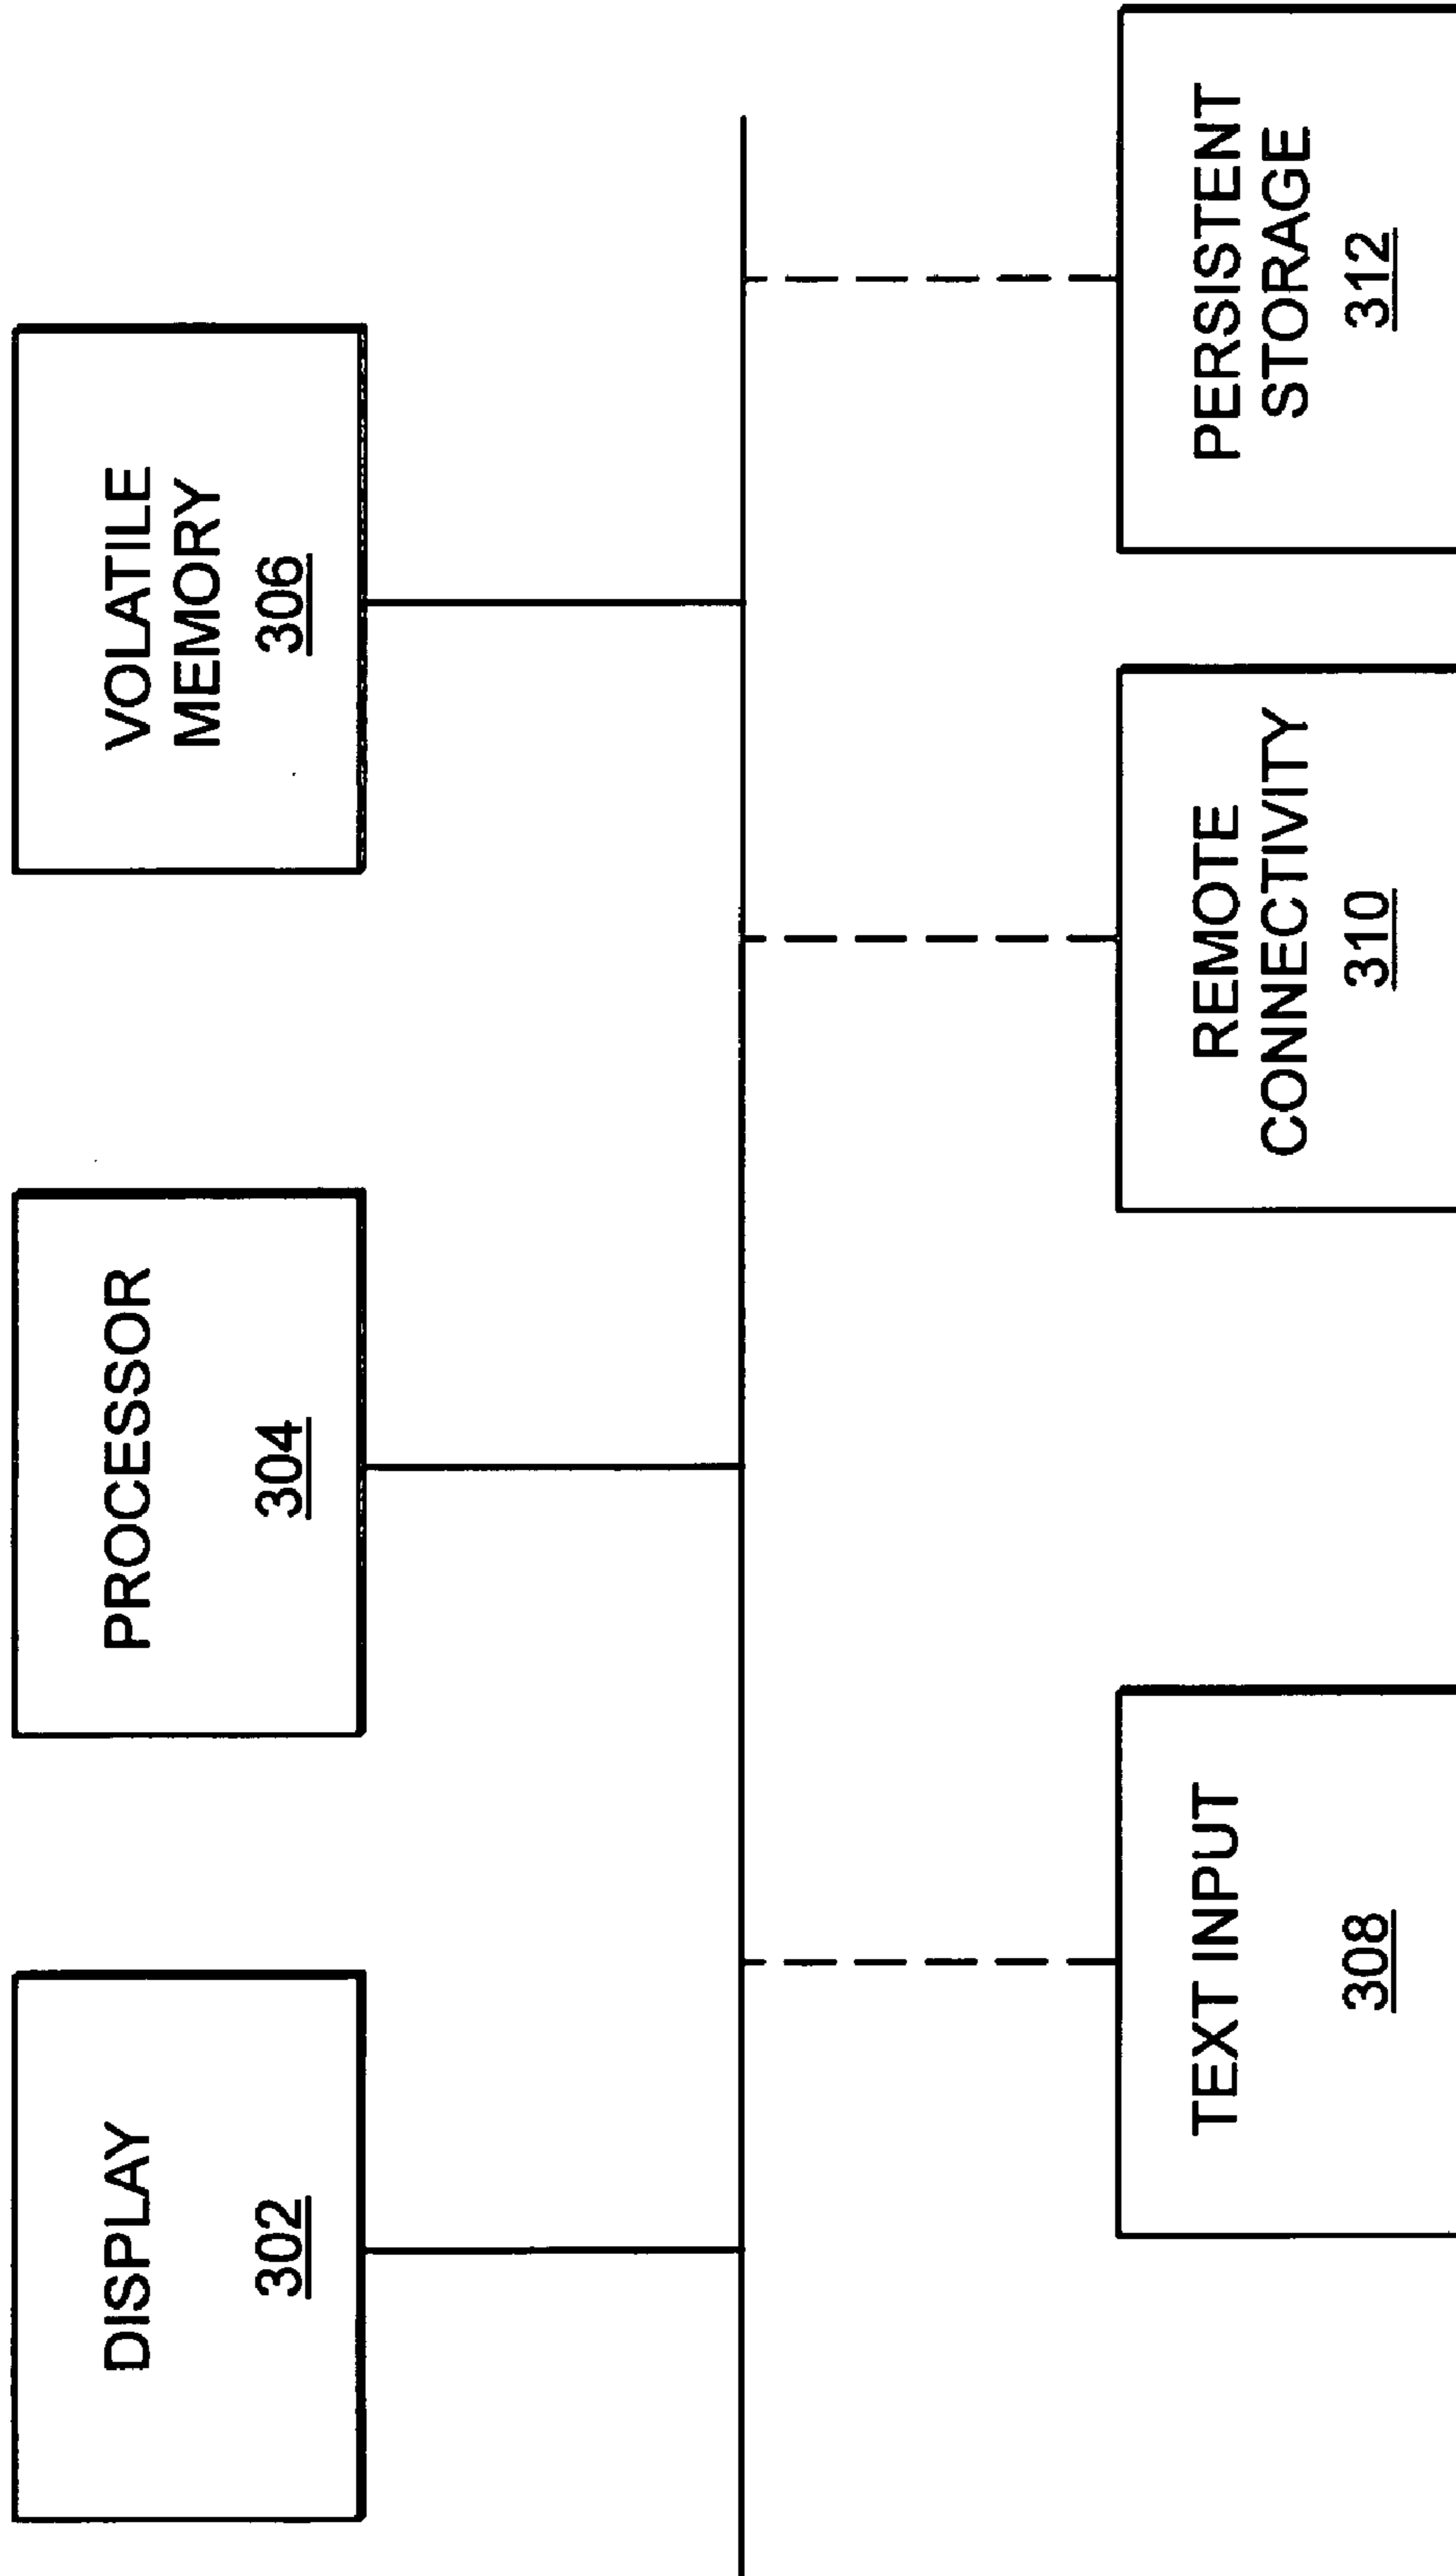 DISPLAY
302
PROCESSOR
304
VOLATILE
MEMORY
306
TEXT INPUT
308
REMOTE
CONNECTIVITY
310
PERSISTENT
STORAGE
312